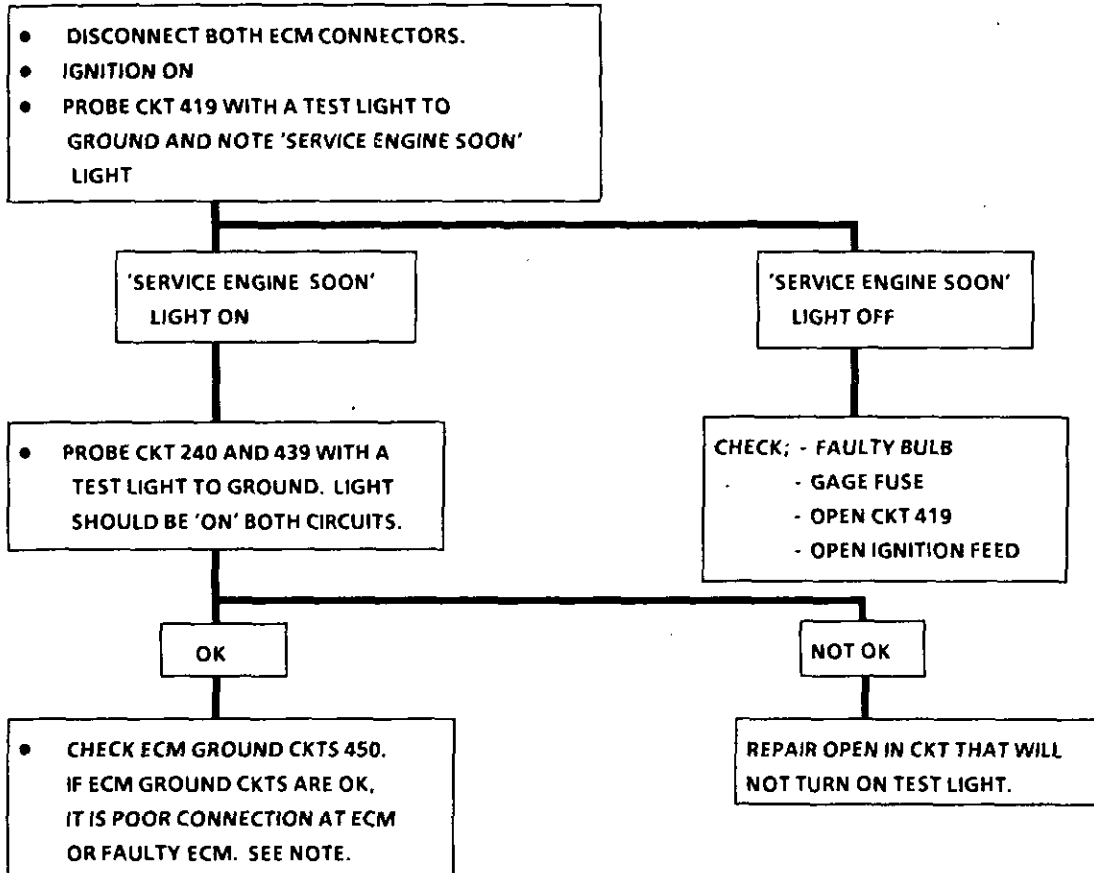 • DISCONNECT BOTH ECM CONNECTORS.
• IGNITION ON
• PROBE CKT 419 WITH A TEST LIGHT TO
GROUND AND NOTE 'SERVICE ENGINE SOON'
LIGHT
'SERVICE ENGINE SOON'
LIGHT ON
'SERVICE ENGINE SOON'
LIGHT OFF
• PROBE CKT 240 AND 439 WITH A
TEST LIGHT TO GROUND. LIGHT
SHOULD BE 'ON' BOTH CIRCUITS.
CHECK; - FAULTY BULB
- GAGE FUSE
- OPEN CKT 419
- OPEN IGNITION FEED
OK
NOT OK
• CHECK ECM GROUND CKTS 450.
IF ECM GROUND CKTS ARE OK,
IT IS POOR CONNECTION AT ECM
OR FAULTY ECM. SEE NOTE.
REPAIR OPEN IN CKT THAT WILL
NOT TURN ON TEST LIGHT.